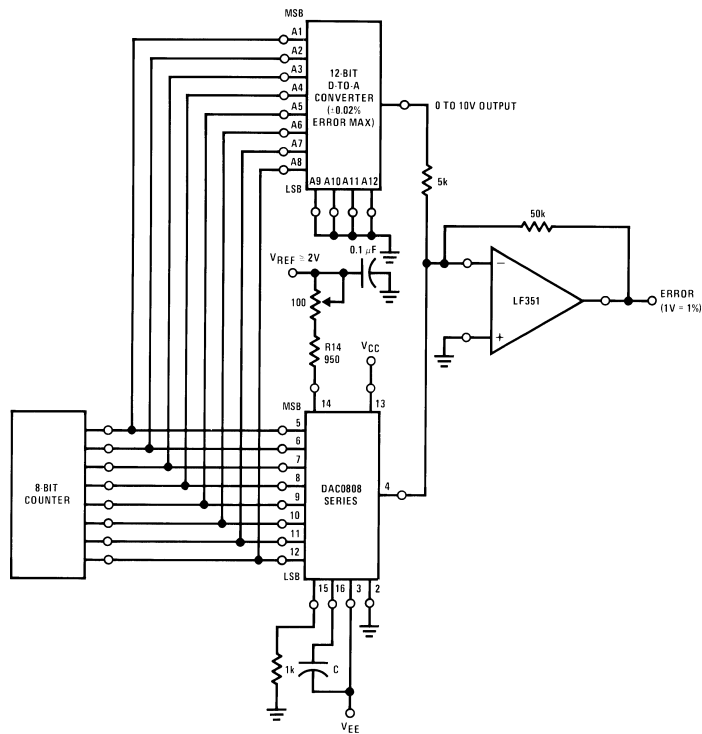 MSB
A1
A2
A3
A4
A5
A6
A7
A8
LSB
12-BIT
D-TO-A
CONVERTER
(±0.02%
ERROR MAX)
A9 A10 A11 A12
0 TO 10V OUTPUT
5k
50k
0.1 μF
VREF ≅ 2V
100
R14
950
VCC
−
+
LF351
ERROR
(1V = 1%)
MSB
14
13
5
6
7
8
9
10
11
12
LSB
8-BIT
COUNTER
DAC0808
SERIES
4
15 16 3 2
1k
C
VEE